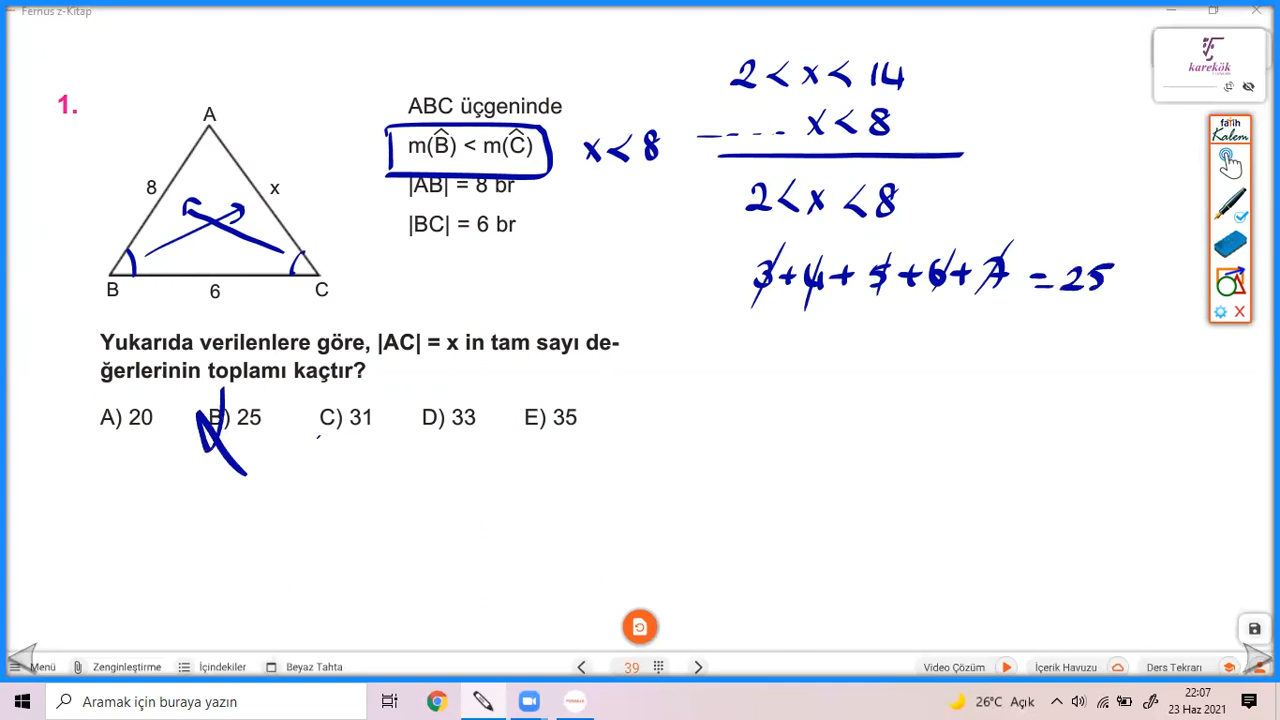 Fernus z-Kitap
karekök
fatih
Kalem
1.
A
8
x
B
6
C
ABC üçgeninde
m(B̂) < m(Ĉ)
|AB| = 8 br
|BC| = 6 br
x < 8
2 < x < 14
---- x < 8
2 < x < 8
3+4+5+6+7 = 25
Yukarıda verilenlere göre, |AC| = x in tam sayı de-
ğerlerinin toplamı kaçtır?
A) 20 B) 25 C) 31 D) 33 E) 35
Menü Zenginleştirme İçindekiler Beyaz Tahta 39 Video Çözüm İçerik Havuzu Ders Tekrarı
Aramak için buraya yazın
26°C Açık
22:07
23 Haz 2021